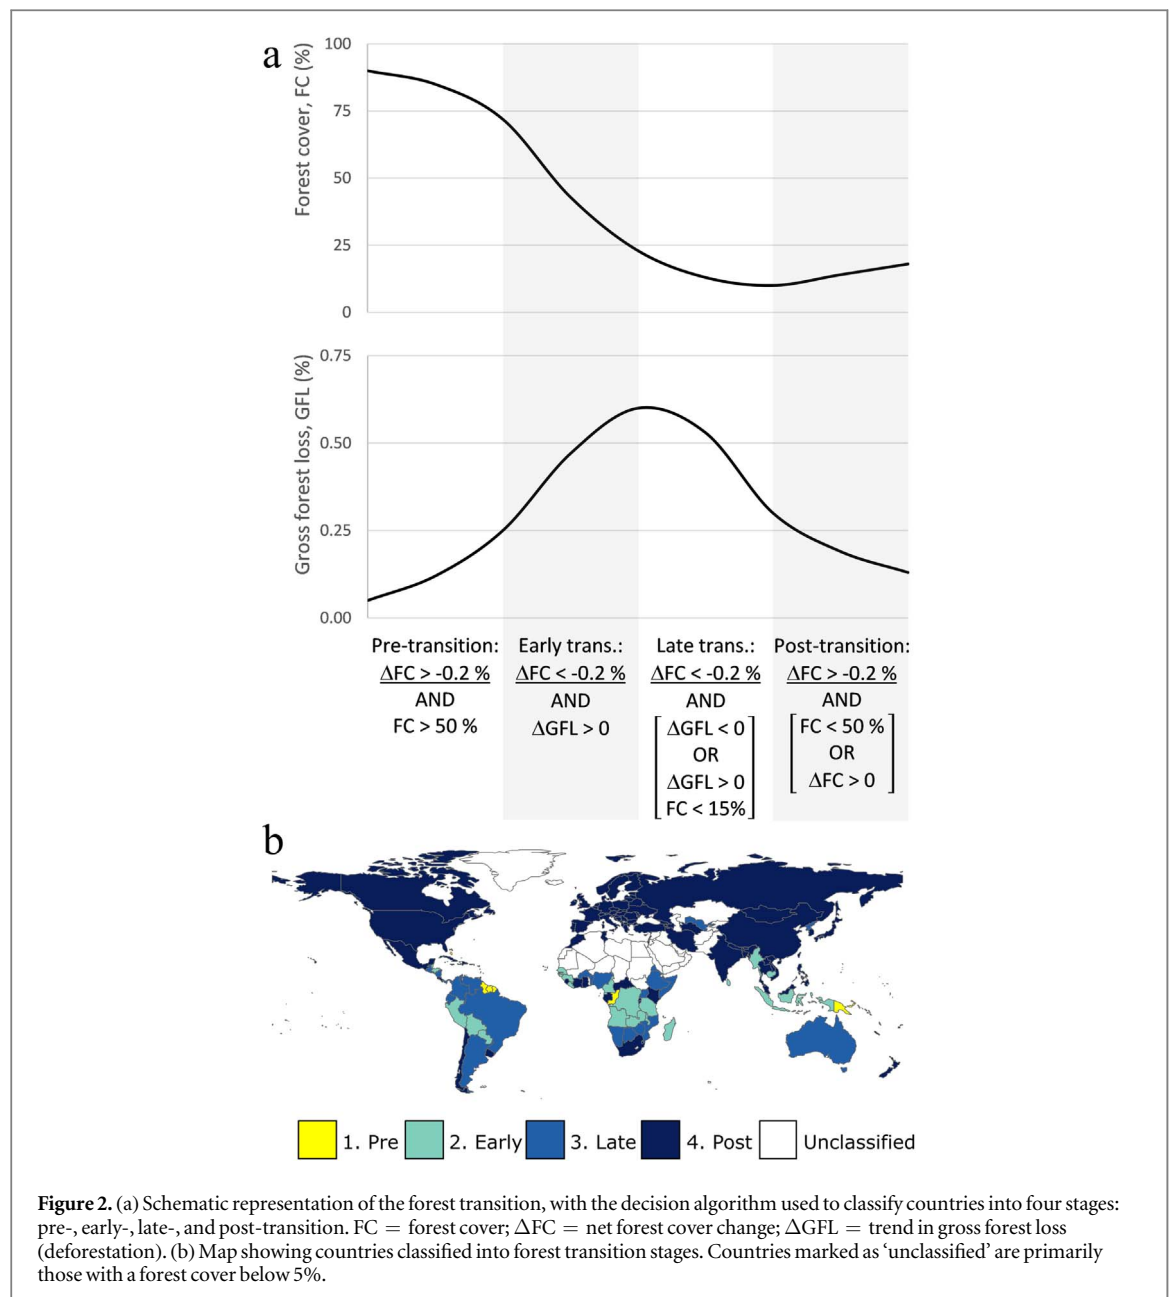 a
Forest cover, FC (%)
100
75
50
25
0
Gross forest loss, GFL (%)
0.75
0.50
0.25
0.00
Pre-transition:
ΔFC > -0.2 %
AND
FC > 50 %
Early trans.:
ΔFC < -0.2 %
AND
ΔGFL > 0
Late trans.:
ΔFC < -0.2 %
AND
ΔGFL < 0
OR
ΔGFL > 0
FC < 15%
Post-transition:
ΔFC > -0.2 %
AND
FC < 50 %
OR
ΔFC > 0
b
1. Pre
2. Early
3. Late
4. Post
Unclassified
Figure 2. (a) Schematic representation of the forest transition, with the decision algorithm used to classify countries into four stages:
pre-, early-, late-, and post-transition. FC = forest cover; ΔFC = net forest cover change; ΔGFL = trend in gross forest loss
(deforestation). (b) Map showing countries classified into forest transition stages. Countries marked as ‘unclassified’ are primarily
those with a forest cover below 5%.